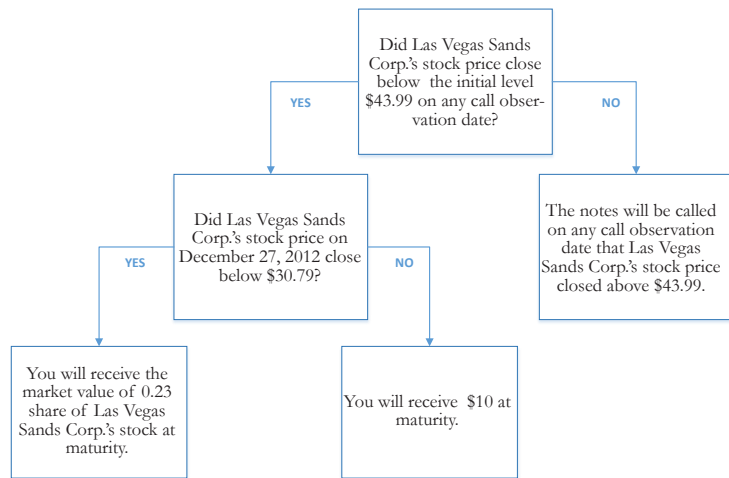 Did Las Vegas Sands
Corp.'s stock price close
below the initial level
$43.99 on any call obser-
vation date?
YES
NO
Did Las Vegas Sands
Corp.'s stock price on
December 27, 2012 close
below $30.79?
The notes will be called
on any call observation
date that Las Vegas
Sands Corp.'s stock price
closed above $43.99.
YES
NO
You will receive the
market value of 0.23
share of Las Vegas
Sands Corp.'s stock at
maturity.
You will receive $10 at
maturity.